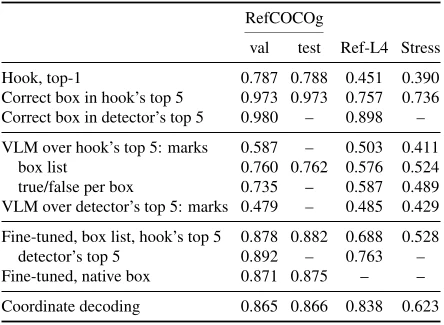 RefCOCOg
val test Ref-L4 Stress
Hook, top-1 0.787 0.788 0.451 0.390
Correct box in hook's top 5 0.973 0.973 0.757 0.736
Correct box in detector's top 5 0.980 – 0.898 –
VLM over hook's top 5: marks 0.587 – 0.503 0.411
box list 0.760 0.762 0.576 0.524
true/false per box 0.735 – 0.587 0.489
VLM over detector's top 5: marks 0.479 – 0.485 0.429
Fine-tuned, box list, hook's top 5 0.878 0.882 0.688 0.528
detector's top 5 0.892 – 0.763 –
Fine-tuned, native box 0.871 0.875 – –
Coordinate decoding 0.865 0.866 0.838 0.623